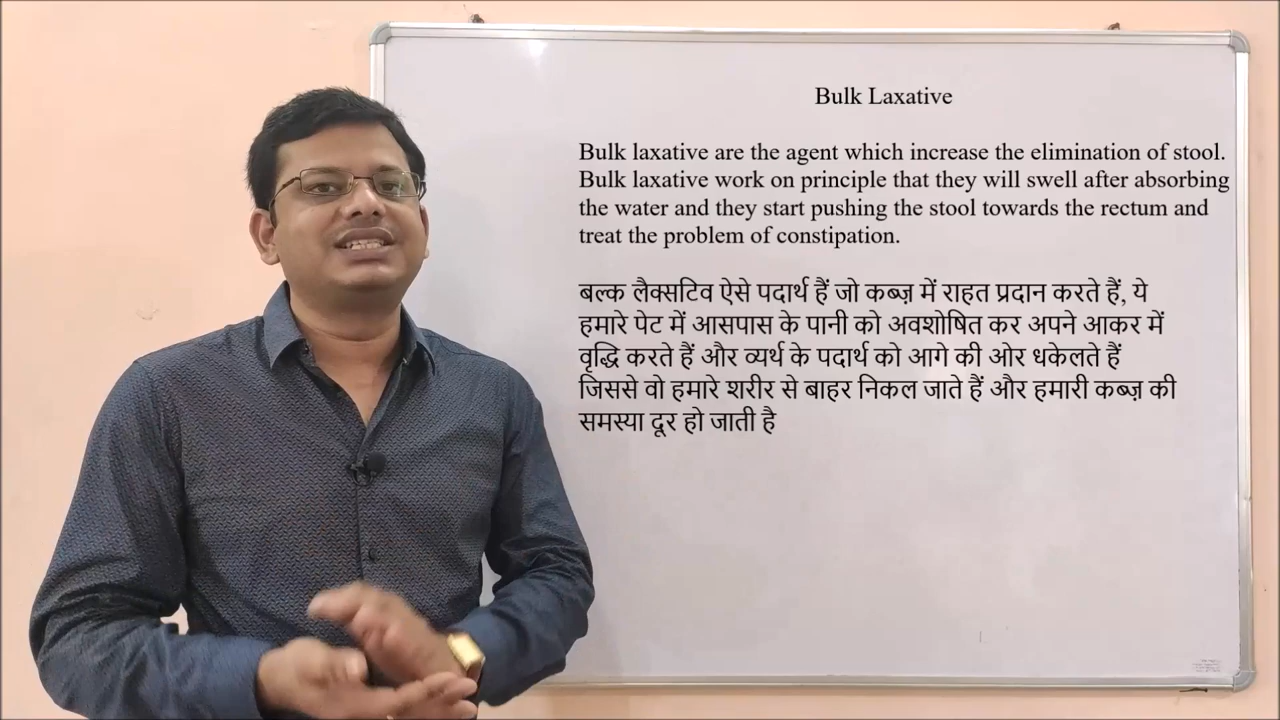 Bulk Laxative
Bulk laxative are the agent which increase the elimination of stool.
Bulk laxative work on principle that they will swell after absorbing
the water and they start pushing the stool towards the rectum and
treat the problem of constipation.
बल्क लैक्सटिव ऐसे पदार्थ हैं जो कब्ज़ में राहत प्रदान करते हैं, ये
हमारे पेट में आसपास के पानी को अवशोषित कर अपने आकर में
वृद्धि करते हैं और व्यर्थ के पदार्थ को आगे की ओर धकेलते हैं
जिससे वो हमारे शरीर से बाहर निकल जाते हैं और हमारी कब्ज़ की
समस्या दूर हो जाती है